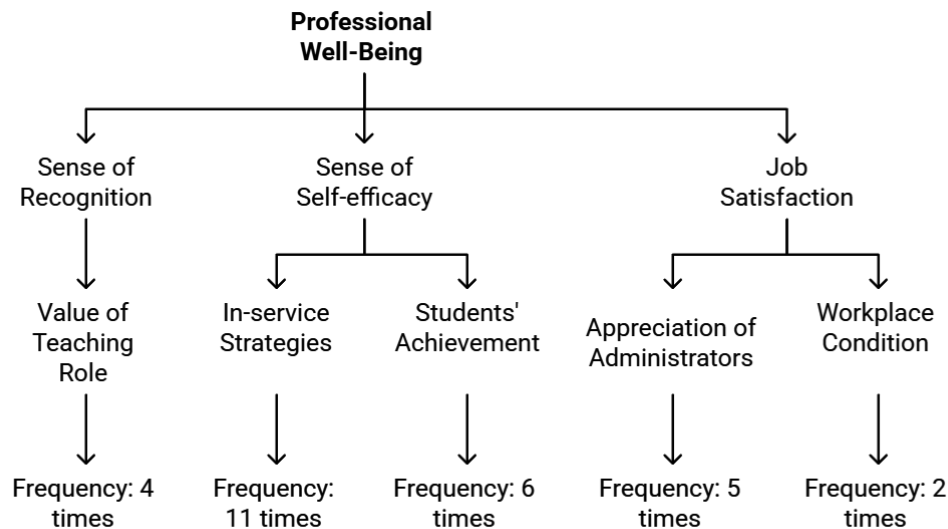 Professional
Well-Being
Sense of
Recognition
Sense of
Self-efficacy
Job
Satisfaction
Value of
Teaching
Role
In-service
Strategies
Students'
Achievement
Appreciation of
Administrators
Workplace
Condition
Frequency: 4
times
Frequency:
11 times
Frequency: 6
times
Frequency: 5
times
Frequency: 2
times